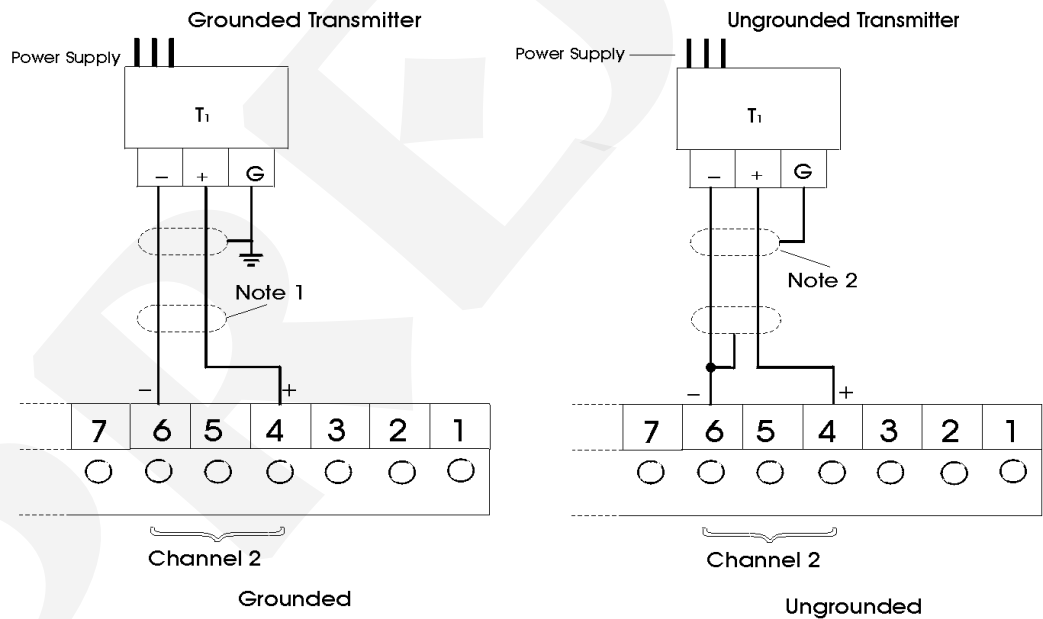 Grounded Transmitter
Power Supply
T1
– + G
Note 1
– +
7 6 5 4 3 2 1
Channel 2
Grounded
Ungrounded Transmitter
Power Supply
T1
– + G
Note 2
– +
7 6 5 4 3 2 1
Channel 2
Ungrounded